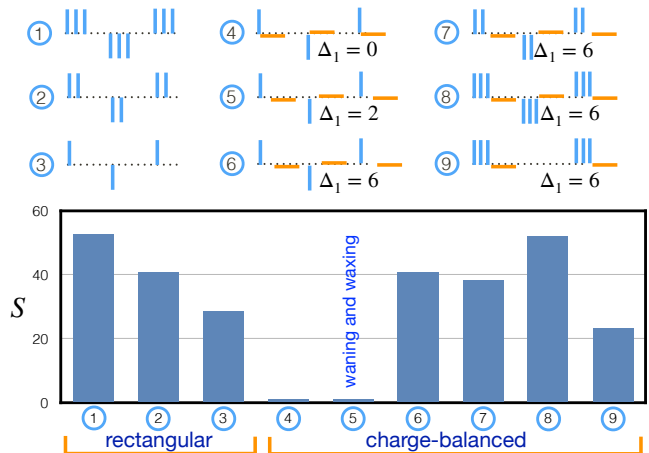 1
4
7
Δ₁ = 0
Δ₁ = 6
2
5
8
Δ₁ = 2
Δ₁ = 6
3
6
9
Δ₁ = 6
Δ₁ = 6
60
40
20
0
S
waning and waxing
1 2 3 4 5 6 7 8 9
rectangular
charge-balanced